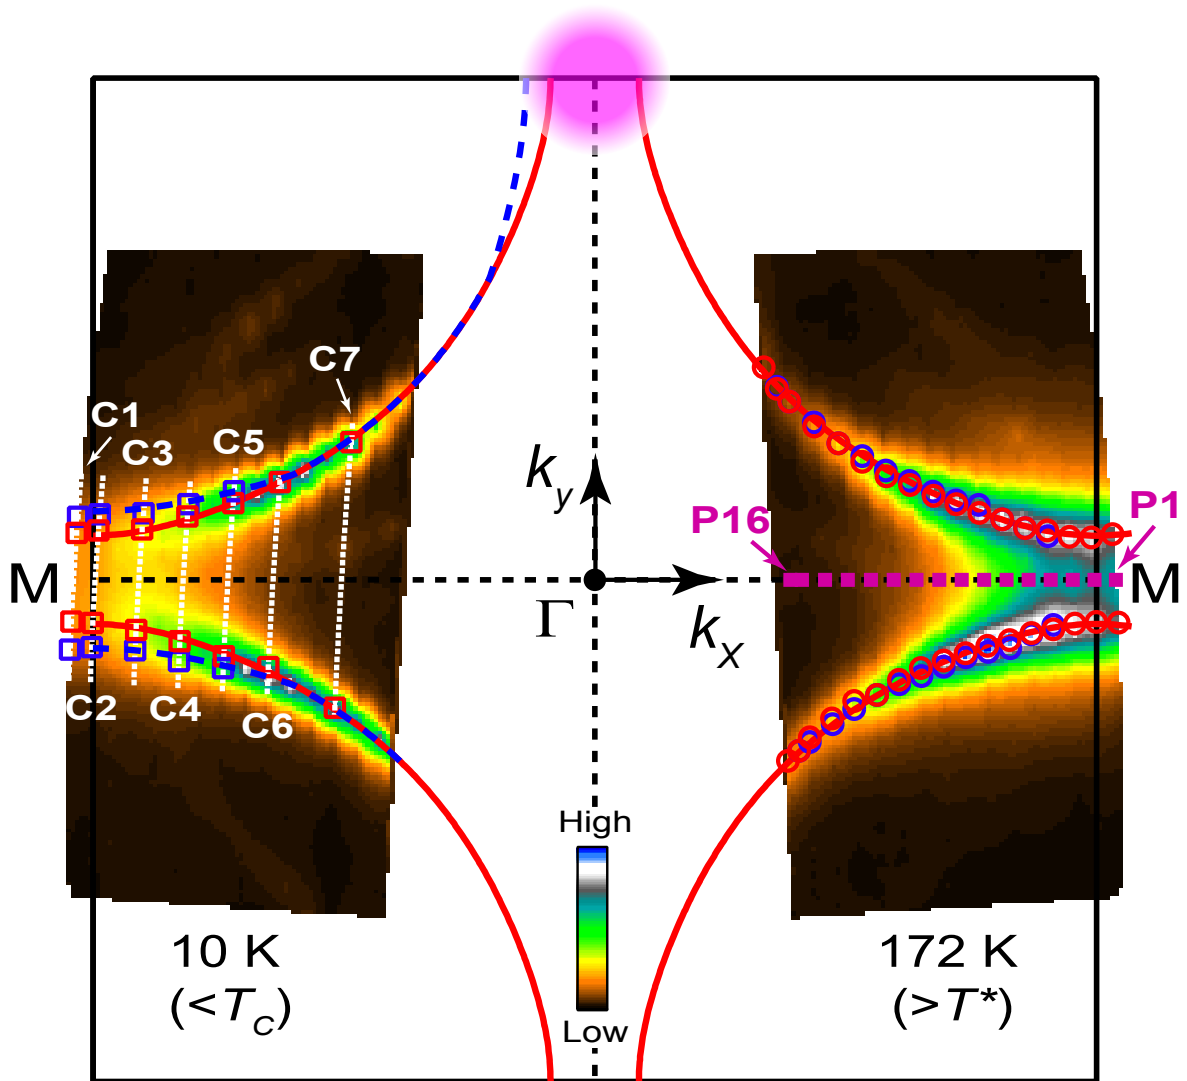 C7
C1
C3
C5
k_y
P16
P1
M
Γ
M
k_X
C2
C4
C6
High
10 K
(<T_C)
172 K
(>T*)
Low